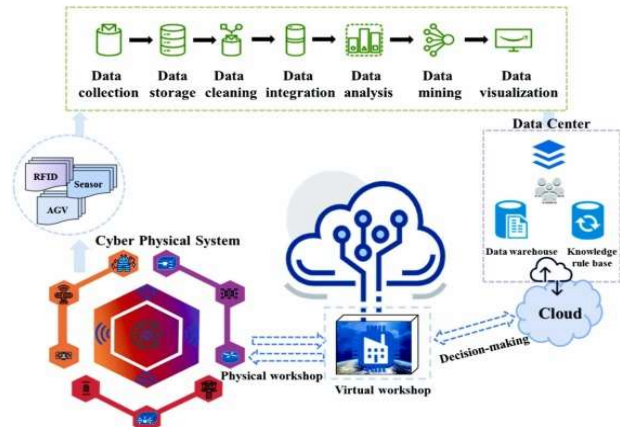 Data collection
Data storage
Data cleaning
Data integration
Data analysis
Data mining
Data visualization
Data Center
RFID
Sensor
AGV
Data warehouse
Knowledge rule base
Cyber Physical System
Cloud
Decision-making
Physical workshop
Virtual workshop